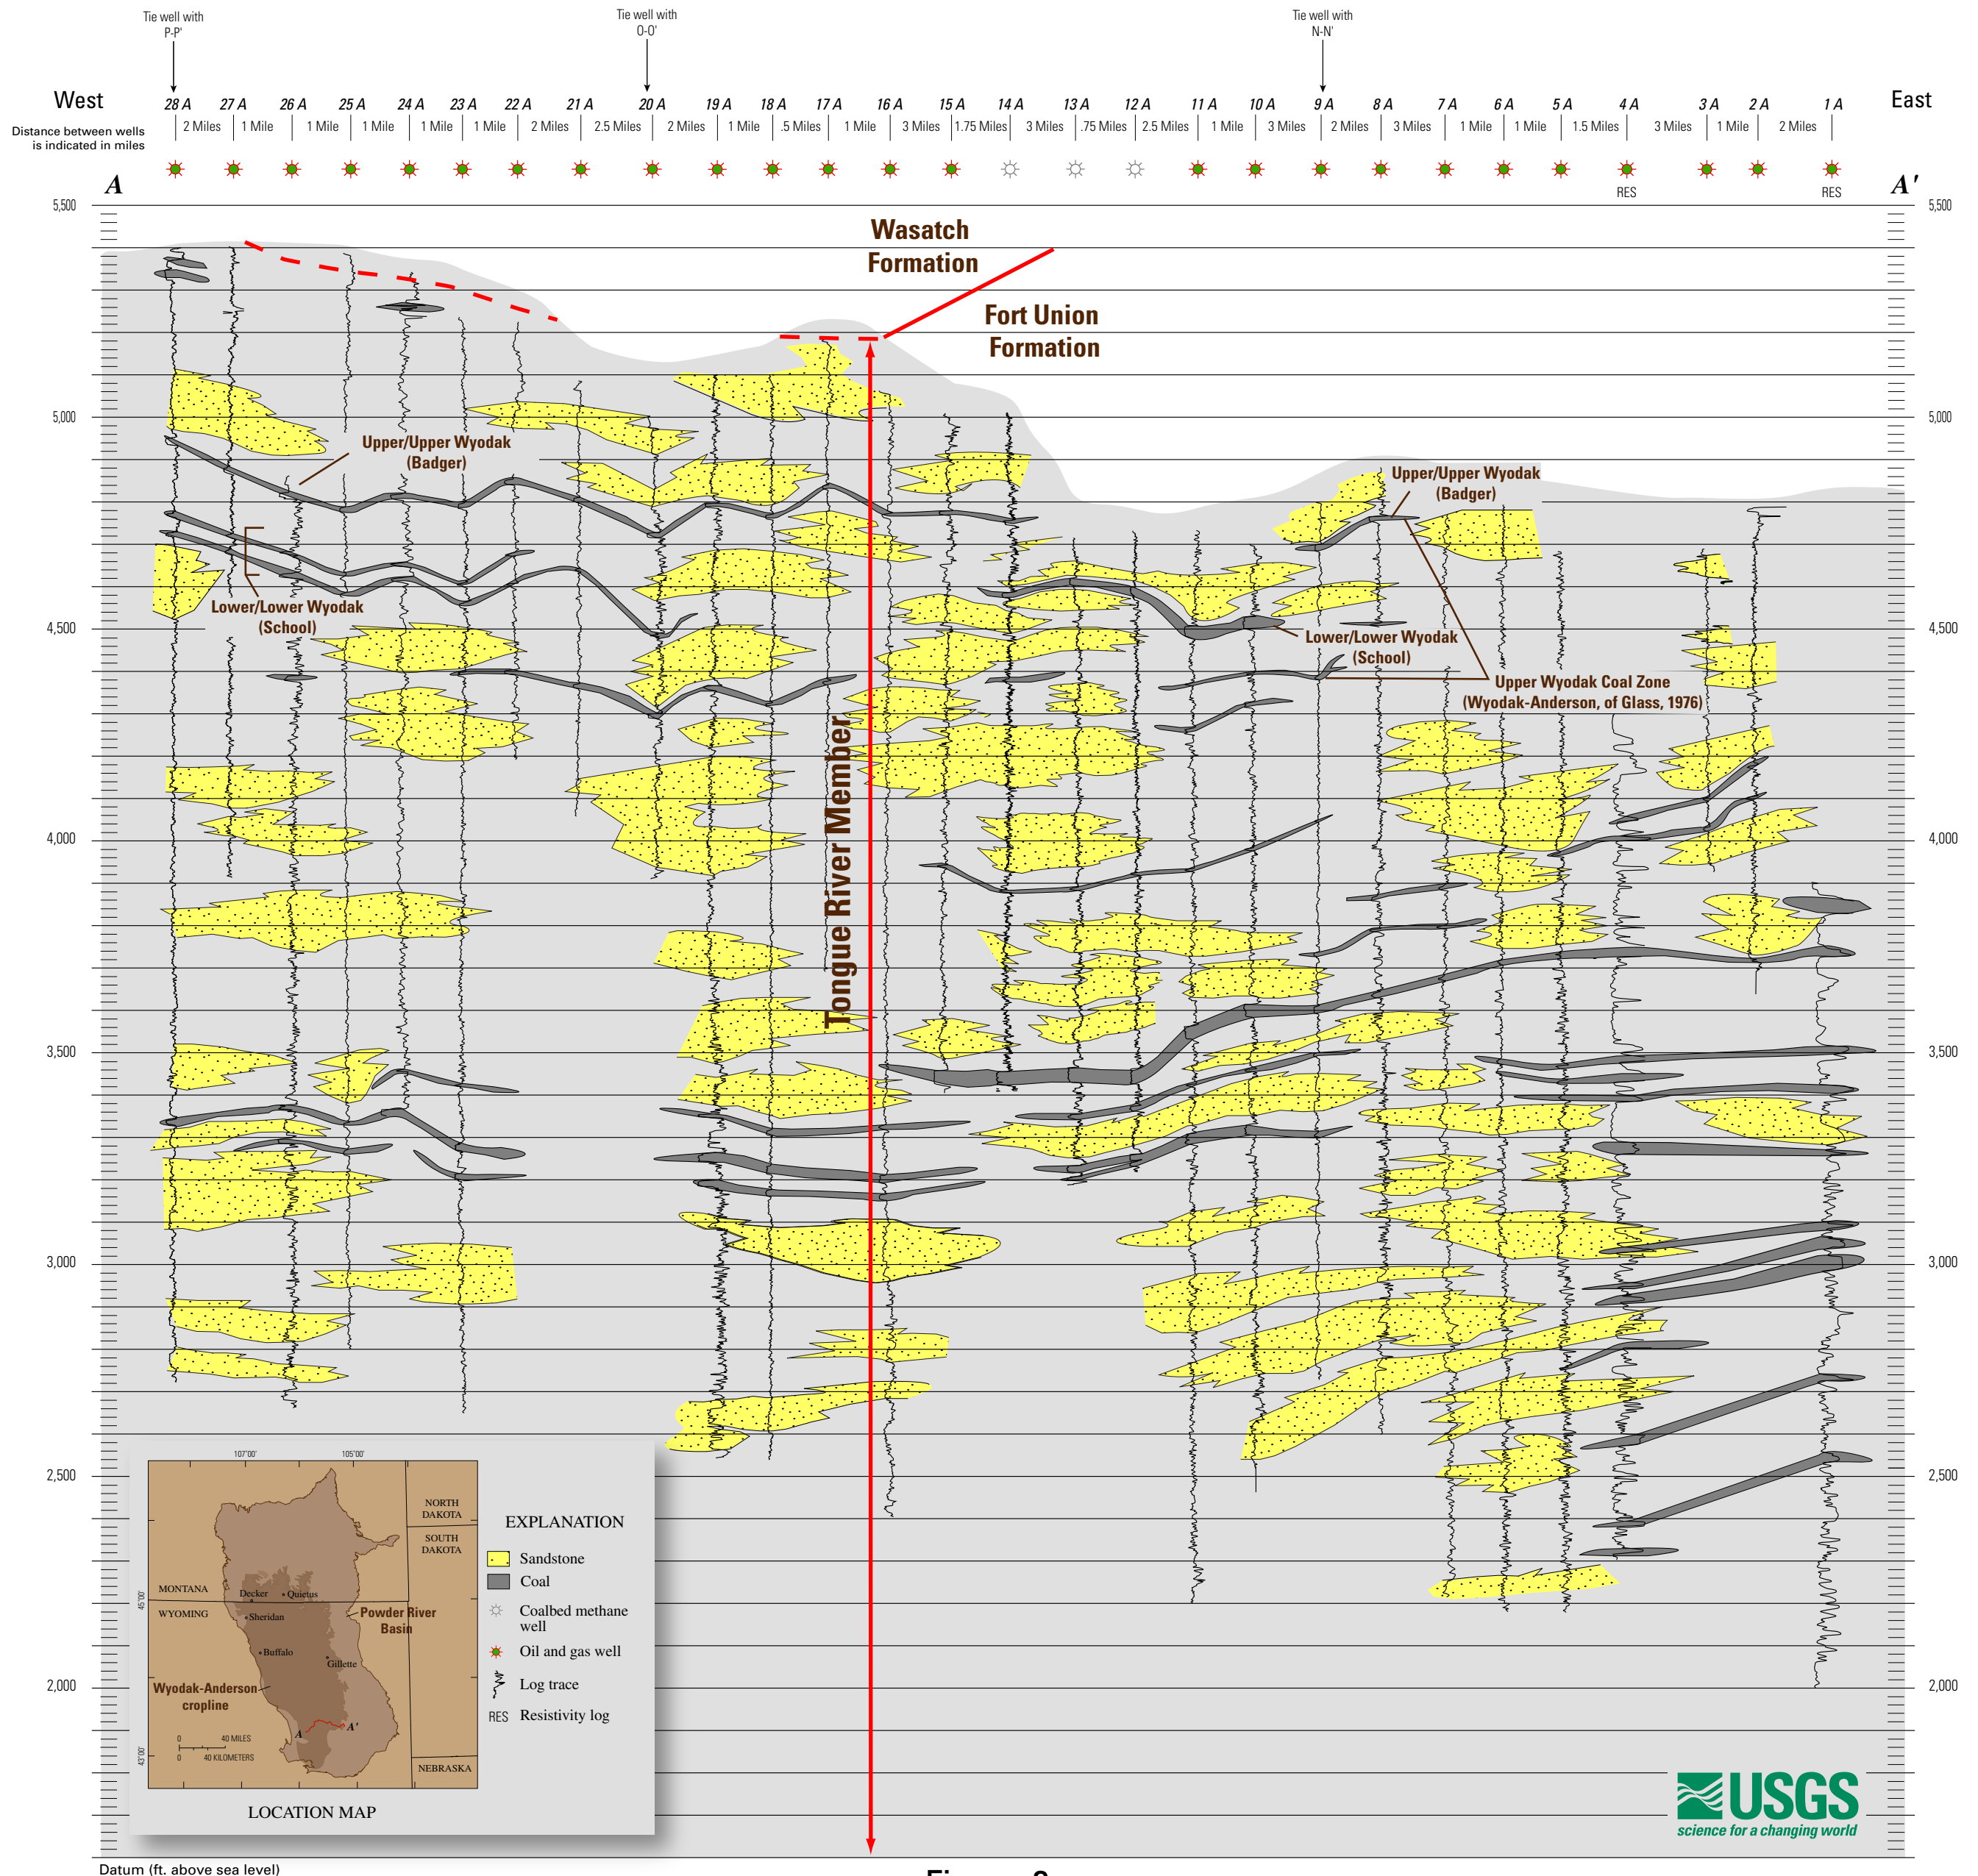 Tie well with
P-P'
Tie well with
O-O'
Tie well with
N-N'
West
28 A 27 A 26 A 25 A 24 A 23 A 22 A 21 A 20 A 19 A 18 A 17 A 16 A 15 A 14 A 13 A 12 A 11 A 10 A 9 A 8 A 7 A 6 A 5 A 4 A 3 A 2 A 1 A
East
Distance between wells
is indicated in miles
2 Miles 1 Mile 1 Mile 1 Mile 1 Mile 1 Mile 2 Miles 2.5 Miles 2 Miles 1 Mile .5 Miles 1 Mile 3 Miles 1.75 Miles 3 Miles .75 Miles 2.5 Miles 1 Mile 3 Miles 2 Miles 3 Miles 1 Mile 1 Mile 1.5 Miles 3 Miles 1 Mile 2 Miles
A
RES
RES
A'
5,500
5,500
Wasatch
Formation
Fort Union
Formation
5,000
5,000
Upper/Upper Wyodak
(Badger)
Upper/Upper Wyodak
(Badger)
Lower/Lower Wyodak
(School)
4,500
4,500
Lower/Lower Wyodak
(School)
Upper Wyodak Coal Zone
(Wyodak-Anderson, of Glass, 1976)
Tongue River Member
4,000
4,000
3,500
3,500
3,000
3,000
2,500
2,500
2,000
2,000
107°00'
105°00'
NORTH
DAKOTA
SOUTH
DAKOTA
MONTANA
WYOMING
45°00'
Decker
Quietus
Sheridan
Powder River
Basin
Buffalo
Gillette
Wyodak-Anderson
cropline
A
A'
0 40 MILES
0 40 KILOMETERS
43°00'
NEBRASKA
LOCATION MAP
EXPLANATION
Sandstone
Coal
Coalbed methane
well
Oil and gas well
Log trace
RES Resistivity log
USGS
science for a changing world
Datum (ft. above sea level)